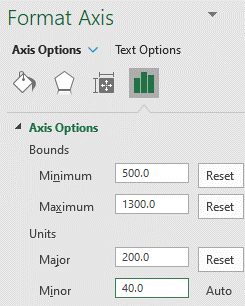 Format Axis
Axis Options Text Options
Axis Options
Bounds
Minimum 500.0 Reset
Maximum 1300.0 Reset
Units
Major 200.0 Reset
Minor 40.0 Auto